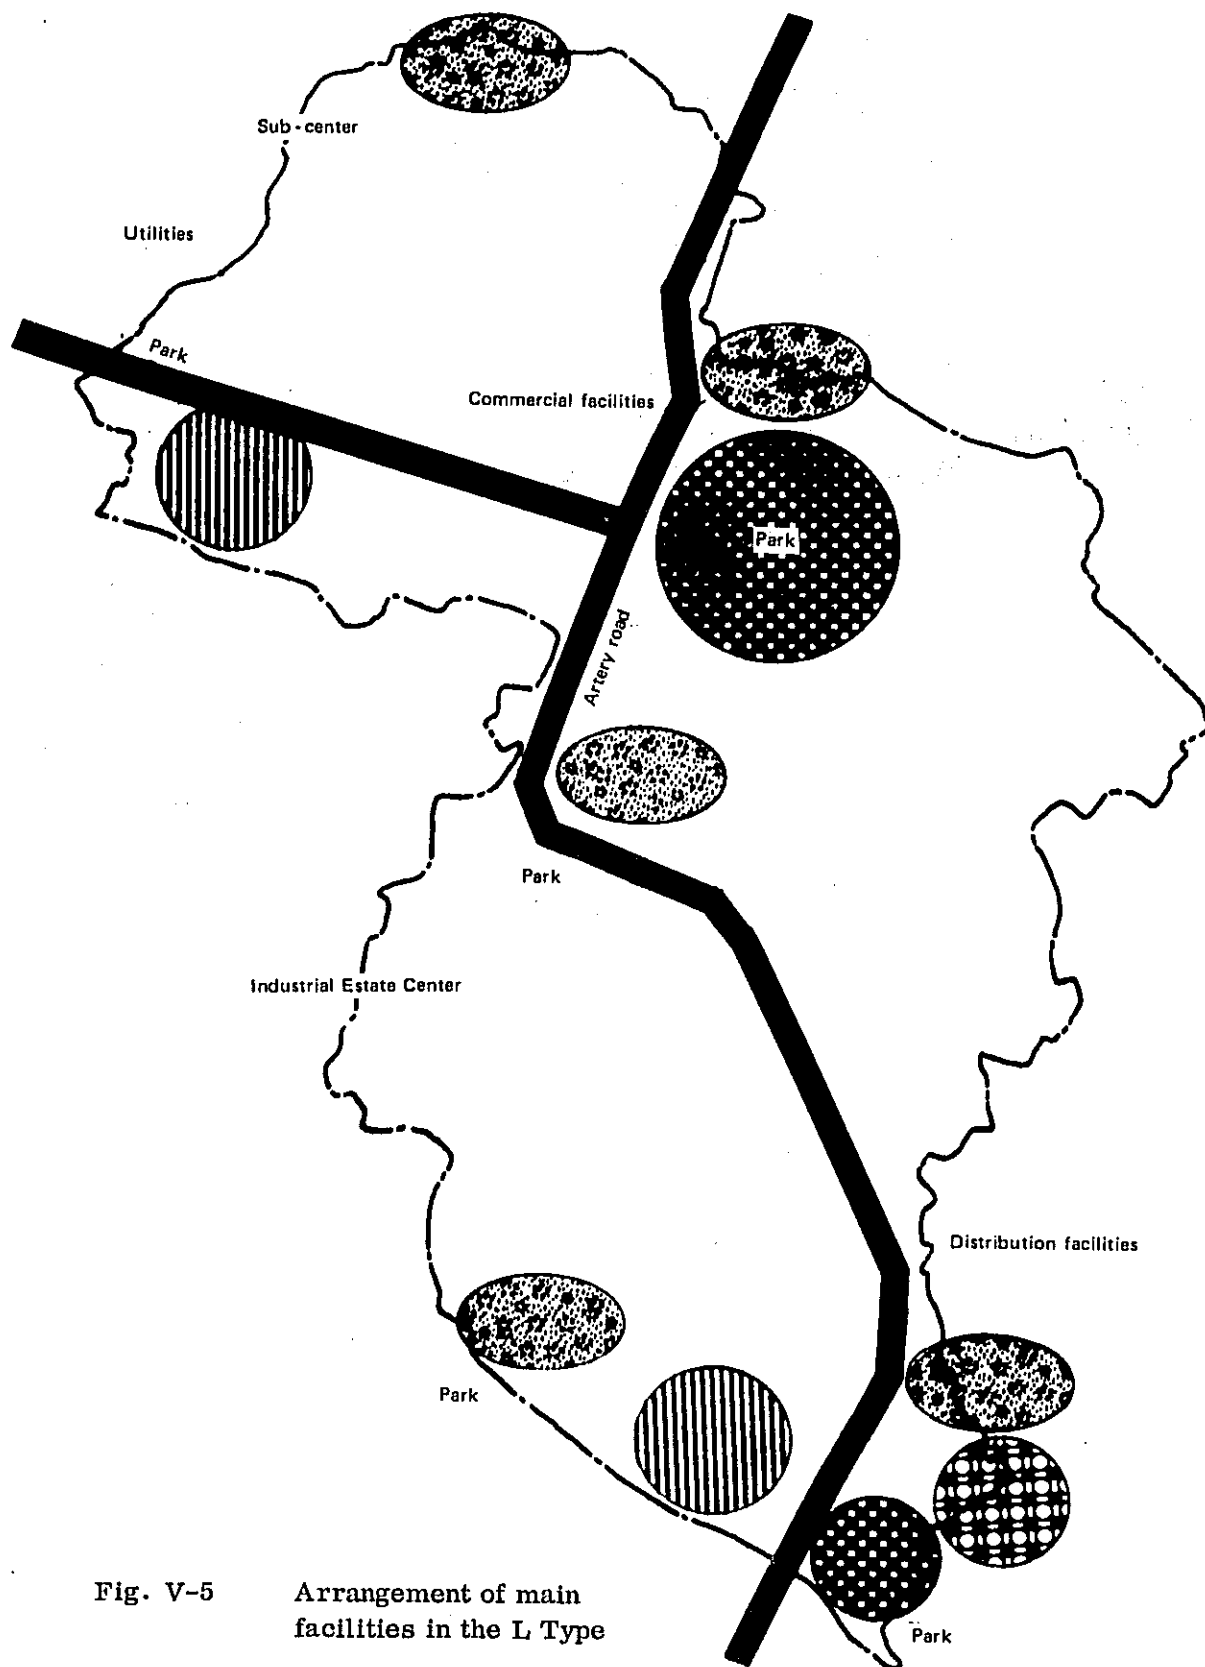 Sub-center
Utilities
Park
Commercial facilities
Park
Artery road
Park
Industrial Estate Center
Distribution facilities
Park
Park
Fig. V-5 Arrangement of main
facilities in the L Type